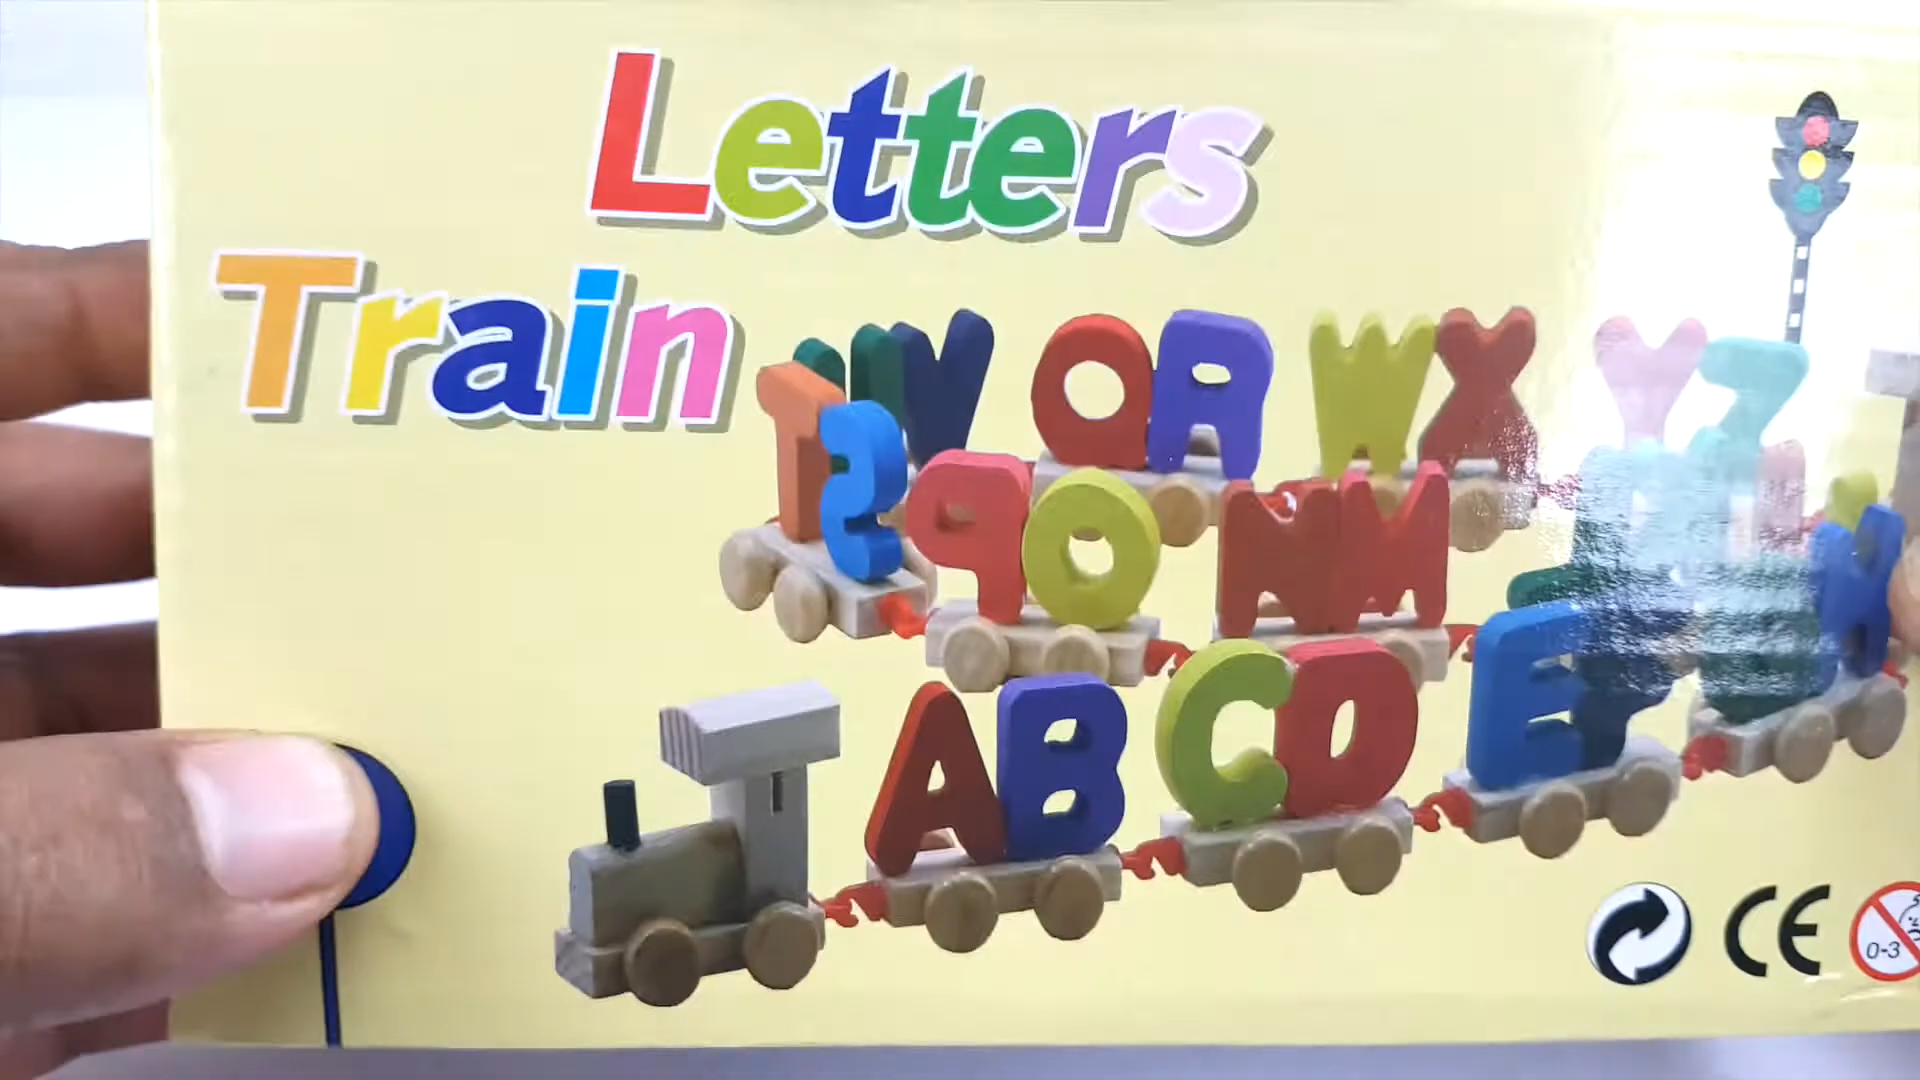 Letters
Train
V Q R W X Y Z
T S P O N M
A B C D E
CE
0-3